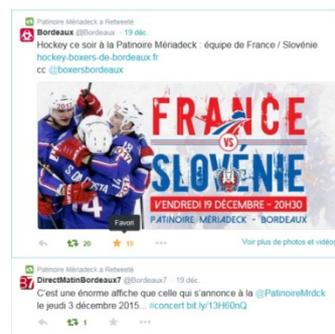 Patinoire Mériadeck a Retweeté
Bordeaux @Bordeaux · 19 déc.
Hockey ce soir à la Patinoire Mériadeck : équipe de France / Slovénie
hockey-boxers-de-bordeaux.fr
cc @boxersbordeaux
FRANCE
VS
SLOVÉNIE
VENDREDI 19 DÉCEMBRE - 20H30
PATINOIRE MÉRIADECK - BORDEAUX
Favori
20
13
Voir plus de photos et vidéos
Patinoire Mériadeck a Retweeté
DirectMatinBordeaux7 @Bordeaux7 · 19 déc.
C'est une énorme affiche que celle qui s'annonce à la @PatinoireMrdck
le jeudi 3 décembre 2015... #concert bit.ly/13H60nQ
1